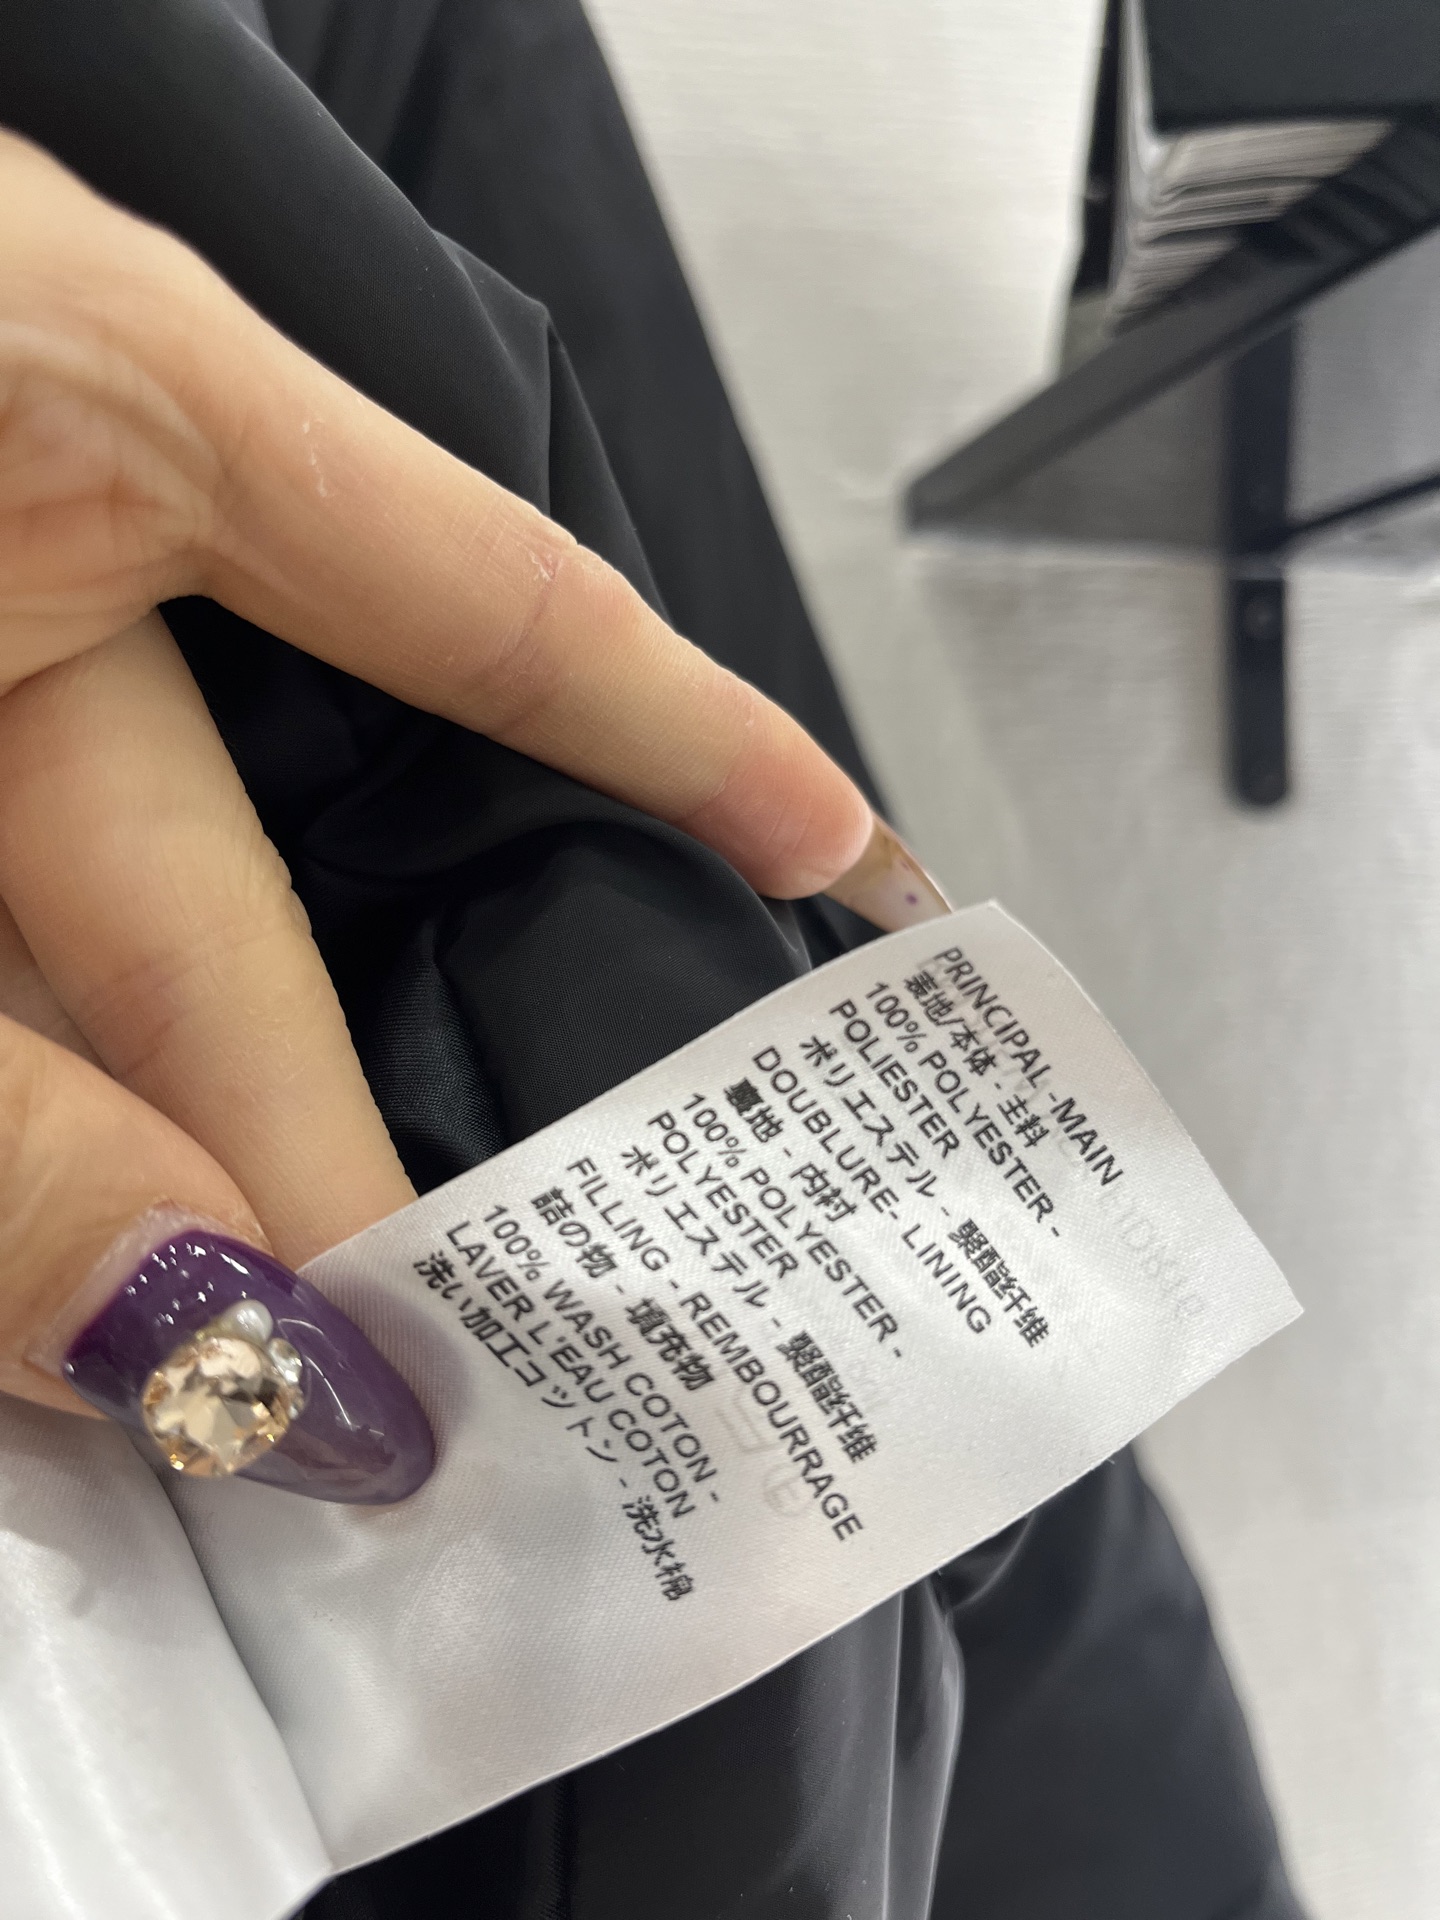 PRINCIPAL -MAIN
表地/本体 - 主料
100% POLYESTER -
POLIESTER
ポリエステル - 聚酯纤维
DOUBLURE- LINING
裏地 - 内衬
100% POLYESTER -
POLYESTER
ポリエステル - 聚酯纤维
FILLING - REMBOURRAGE
詰の物 - 填充物
100% WASH COTON -
LAVER L'EAU COTON
洗い加工コットン - 洗水棉